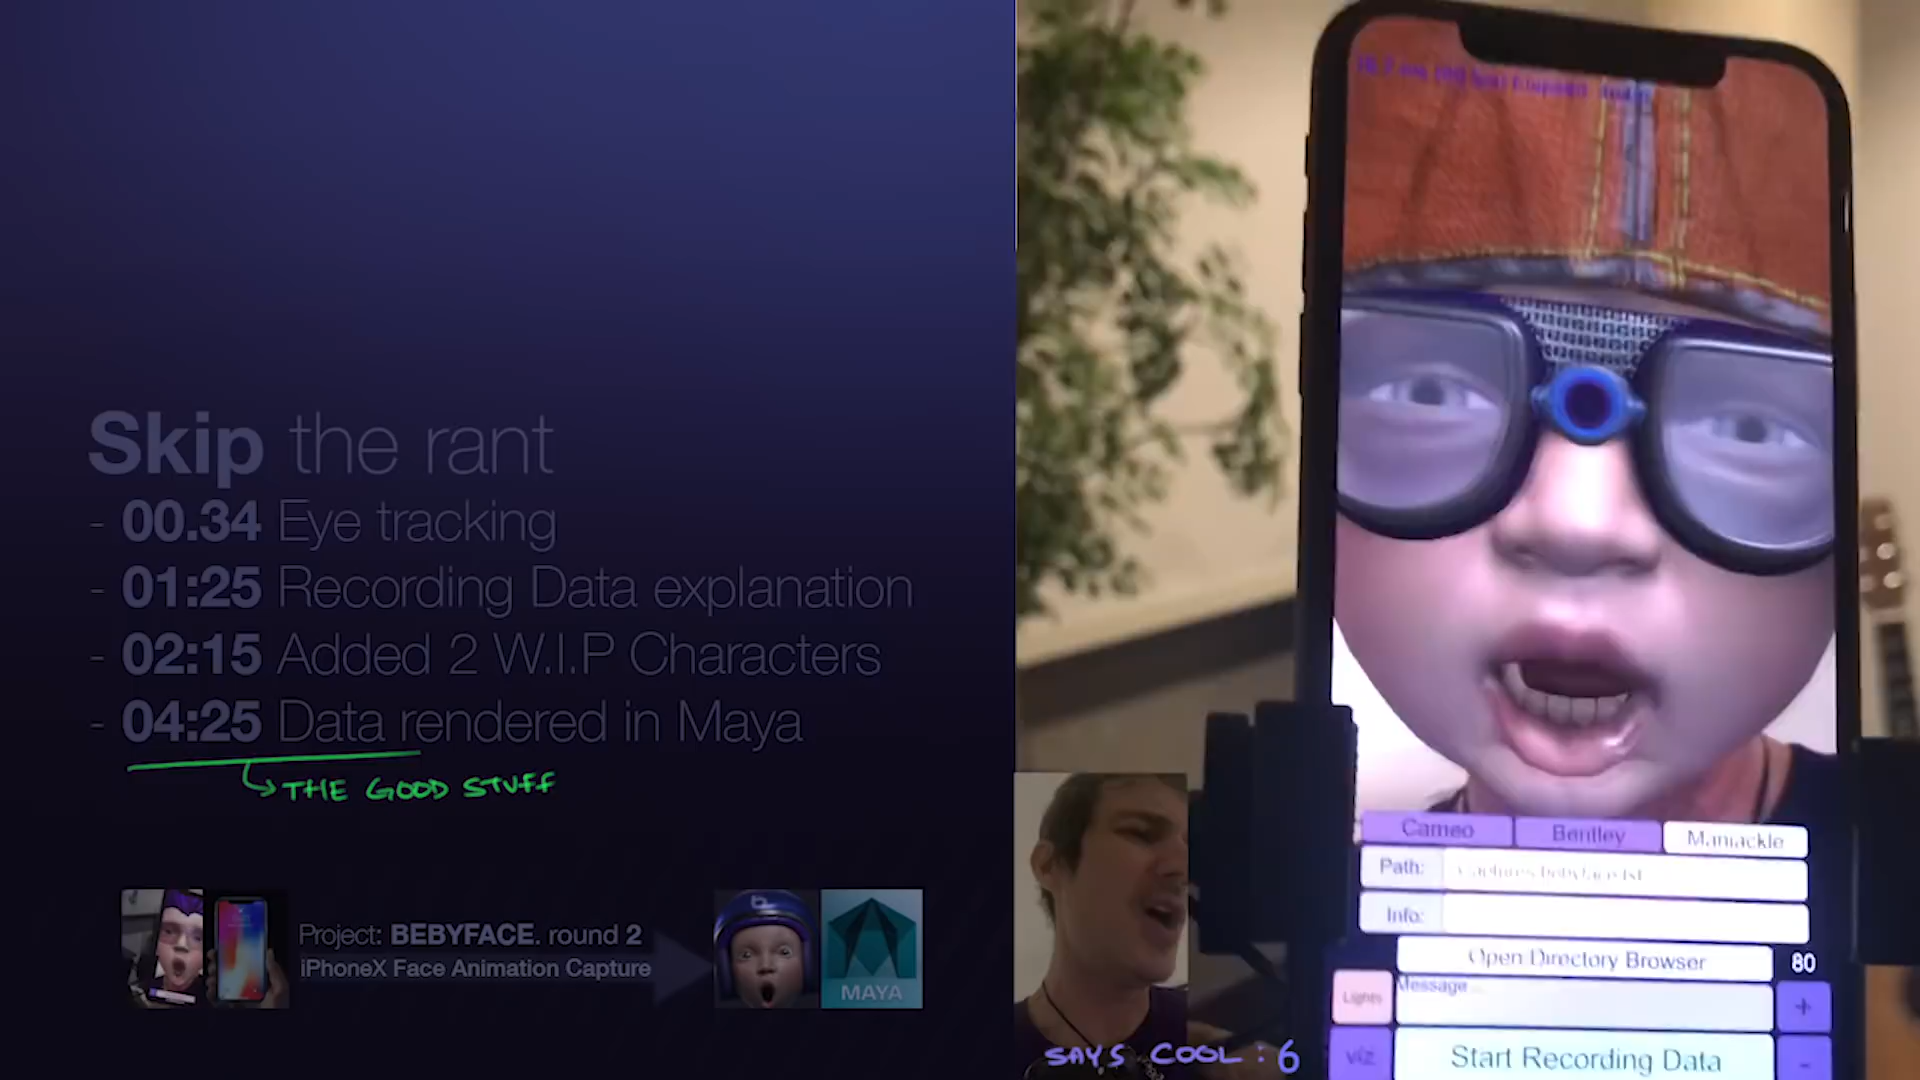 Skip the rant
- 00.34 Eye tracking
- 01:25 Recording Data explanation
- 02:15 Added 2 W.I.P Characters
- 04:25 Data rendered in Maya
THE GOOD STUFF
Project: BEBYFACE. round 2
iPhoneX Face Animation Capture
MAYA
SAYS COOL : 6
Cameo Bentley Maniackle
Path:
Info:
Open Directory Browser 80
Lights Message +
viz Start Recording Data -